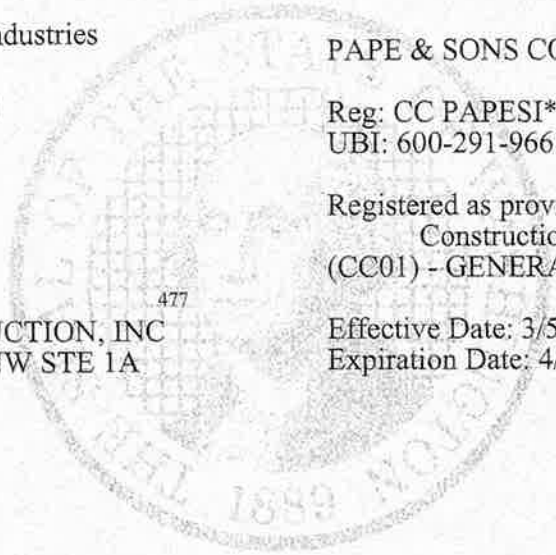 ndustries
477
UCTION, INC
NW STE 1A
PAPE & SONS CO
Reg: CC PAPESI*
UBI: 600-291-966
Registered as prov
Constructio
(CC01) - GENERA
Effective Date: 3/5
Expiration Date: 4/
1889